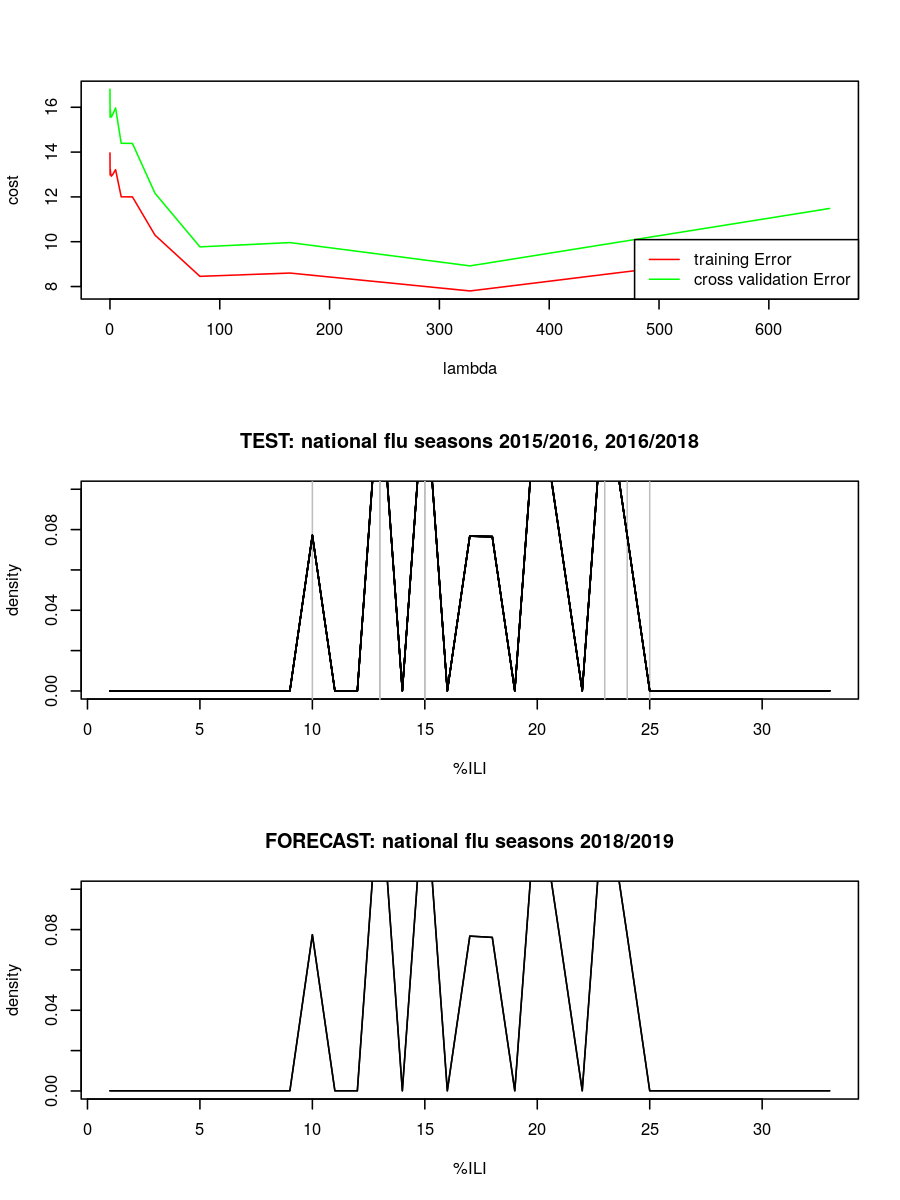 16
14
12
10
8
cost
training Error
cross validation Error
0 100 200 300 400 500 600
lambda
TEST: national flu seasons 2015/2016, 2016/2018
0.08
0.04
0.00
density
0 5 10 15 20 25 30
%ILI
FORECAST: national flu seasons 2018/2019
0.08
0.04
0.00
density
0 5 10 15 20 25 30
%ILI